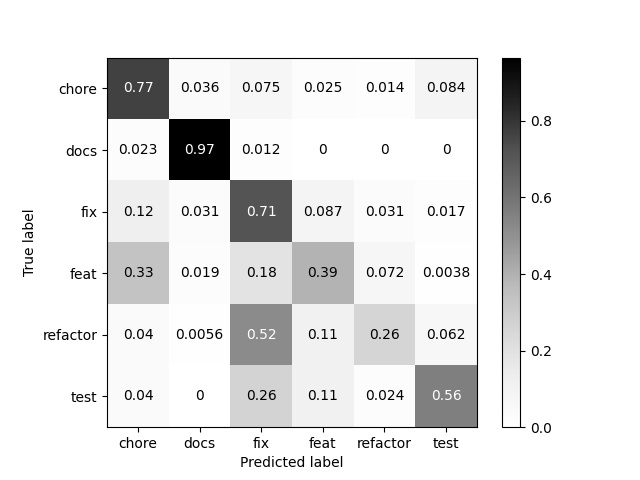 chore 0.77 0.036 0.075 0.025 0.014 0.084
docs 0.023 0.97 0.012 0 0 0
fix 0.12 0.031 0.71 0.087 0.031 0.017
feat 0.33 0.019 0.18 0.39 0.072 0.0038
refactor 0.04 0.0056 0.52 0.11 0.26 0.062
test 0.04 0 0.26 0.11 0.024 0.56
chore docs fix feat refactor test
Predicted label
True label
0.8
0.6
0.4
0.2
0.0